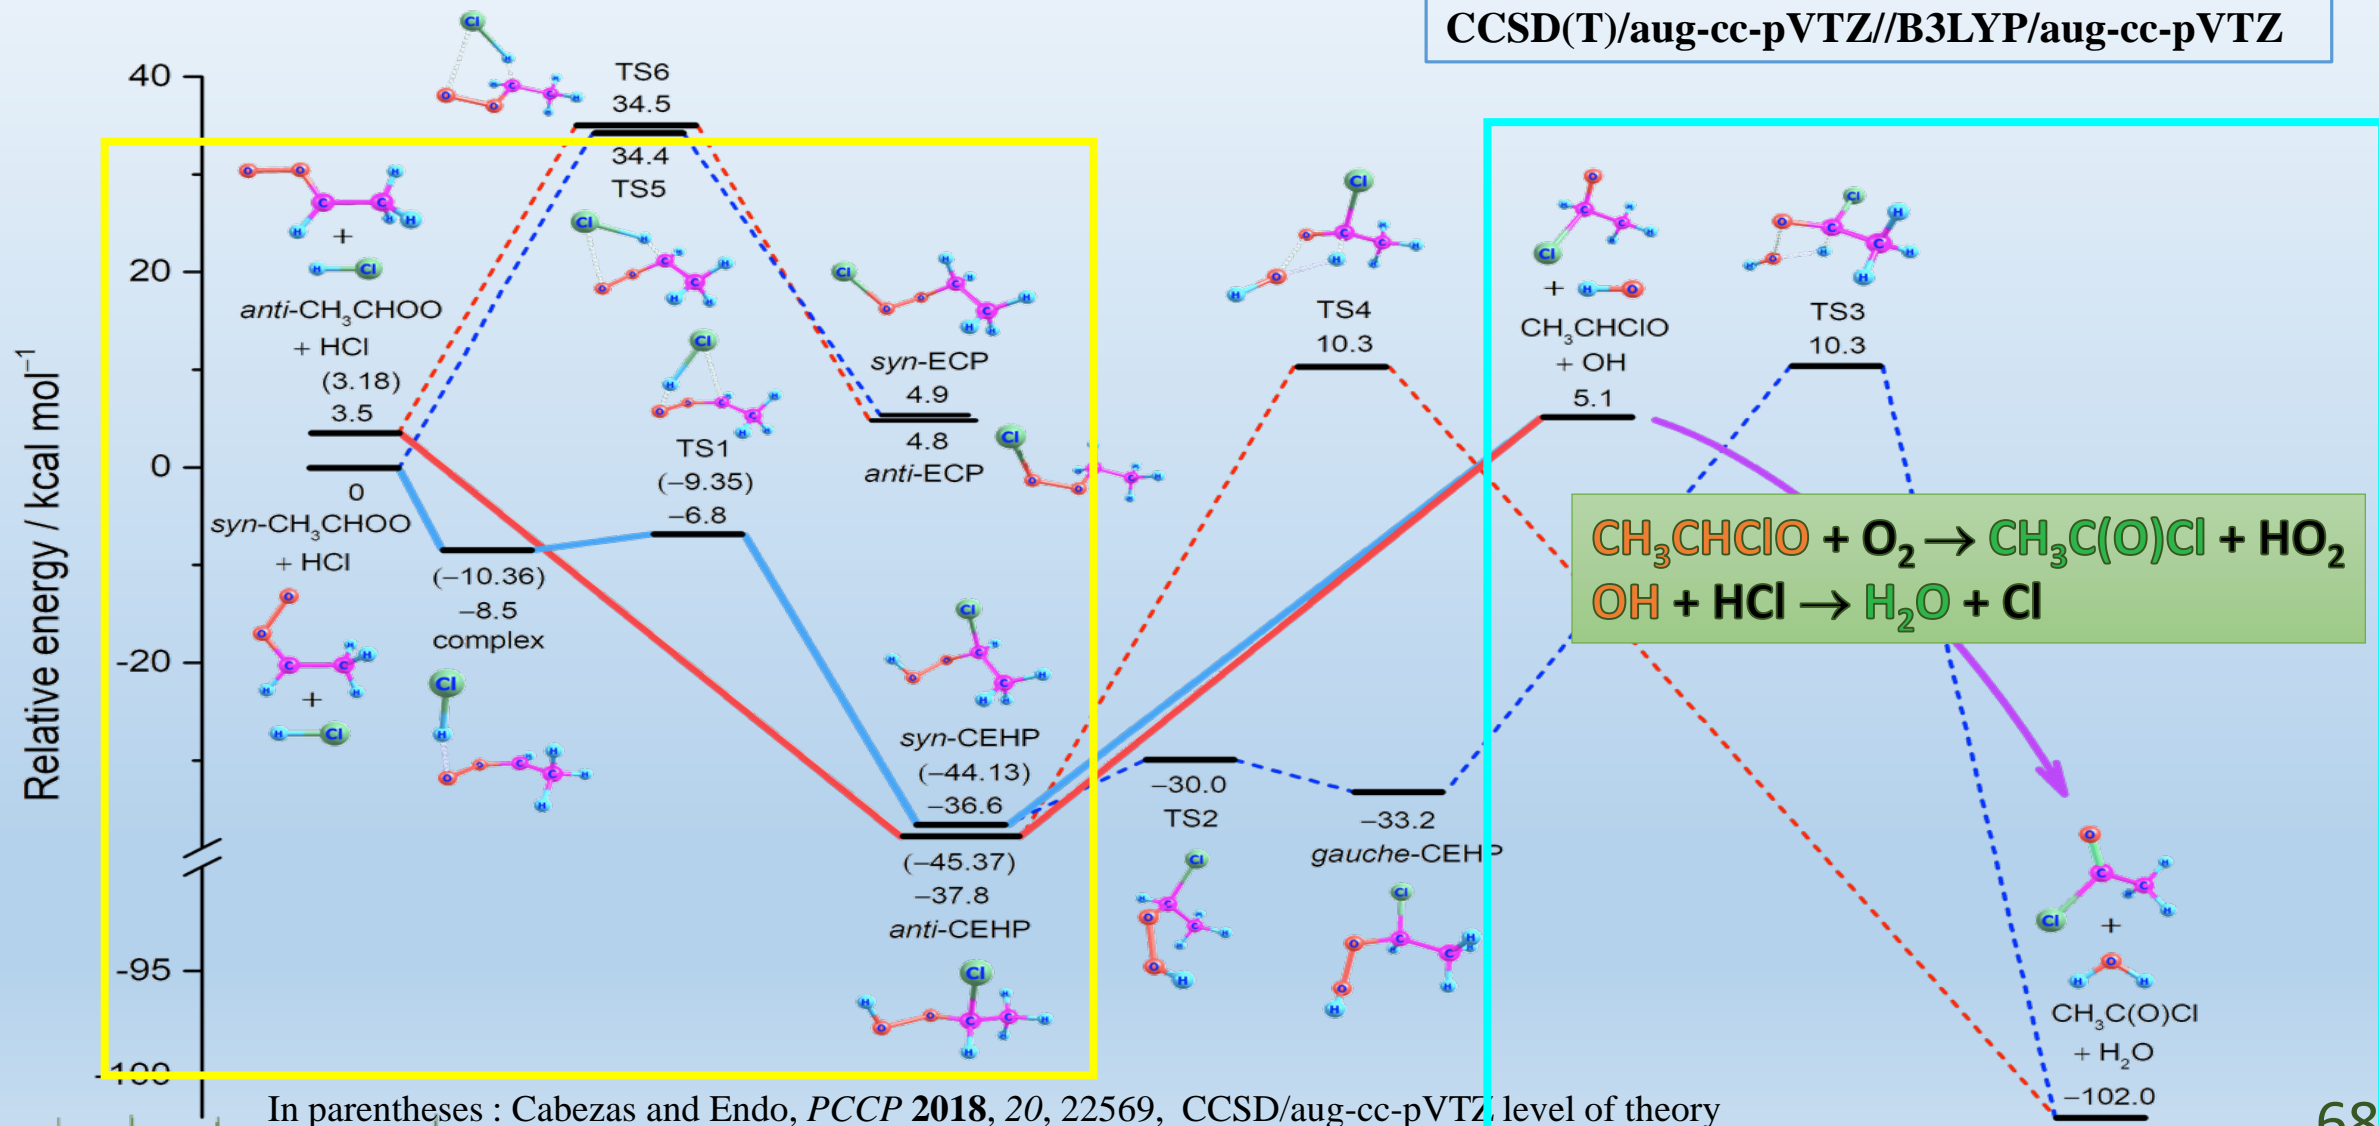 CCSD(T)/aug-cc-pVTZ//B3LYP/aug-cc-pVTZ
Relative energy / kcal mol⁻¹
40
20
0
-20
-95
-100
TS6
34.5
34.4
TS5
+
anti-CH₃CHOO
+ HCl
(3.18)
3.5
0
syn-CH₃CHOO
+ HCl
+
(−10.36)
−8.5
complex
TS1
(−9.35)
−6.8
syn-ECP
4.9
4.8
anti-ECP
syn-CEHP
(−44.13)
−36.6
(−45.37)
−37.8
anti-CEHP
−30.0
TS2
−33.2
gauche-CEHP
TS4
10.3
+
CH₃CHClO
+ OH
5.1
TS3
10.3
CH₃CHClO + O₂ → CH₃C(O)Cl + HO₂
OH + HCl → H₂O + Cl
+
CH₃C(O)Cl
+ H₂O
−102.0
In parentheses : Cabezas and Endo, PCCP 2018, 20, 22569, CCSD/aug-cc-pVTZ level of theory
68